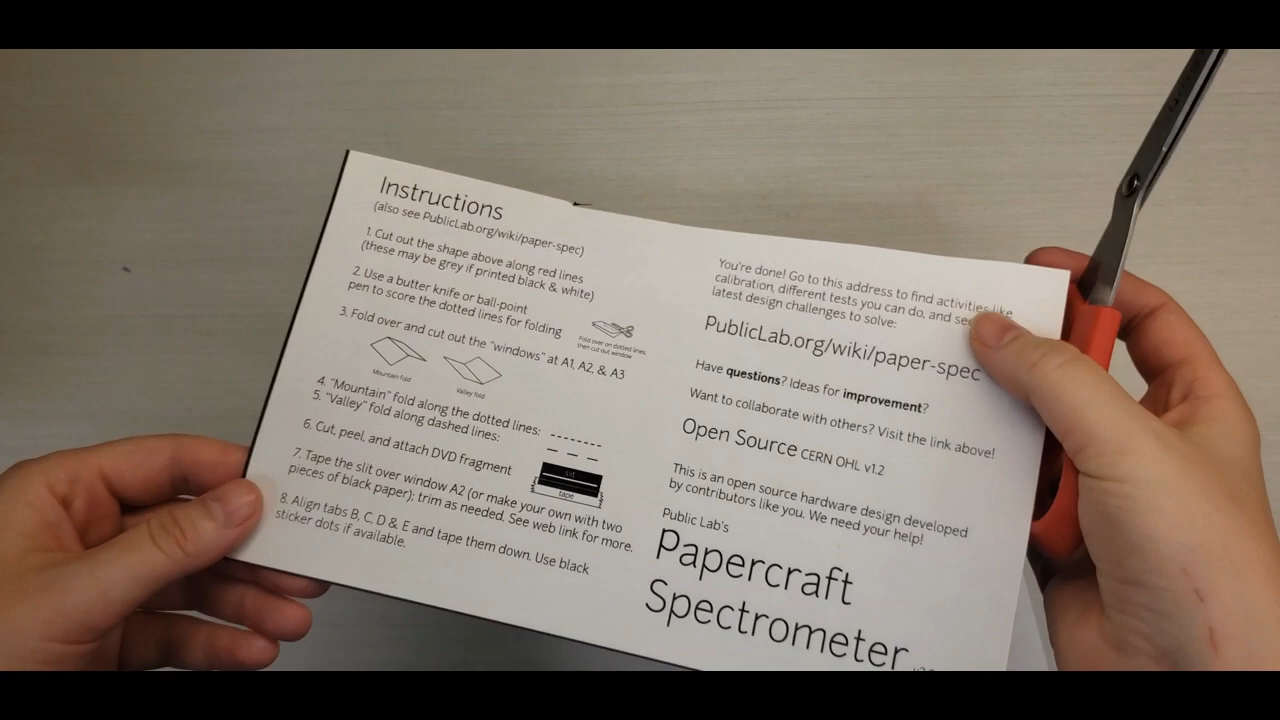 Instructions
(also see PublicLab.org/wiki/paper-spec)
1. Cut out the shape above along red lines
(these may be grey if printed black & white)
2. Use a butter knife or ball-point
pen to score the dotted lines for folding
3. Fold over and cut out the "windows" at A1, A2, & A3
Fold over on dotted lines,
then cut out window
Mountain fold
Valley fold
4. "Mountain" fold along the dotted lines:
5. "Valley" fold along dashed lines:
6. Cut, peel, and attach DVD fragment
slit
tape
7. Tape the slit over window A2 (or make your own with two
pieces of black paper); trim as needed. See web link for more.
8. Align tabs B, C, D & E and tape them down. Use black
sticker dots if available.
You're done! Go to this address to find activities like
calibration, different tests you can do, and see
latest design challenges to solve:
PublicLab.org/wiki/paper-spec
Have questions? Ideas for improvement?
Want to collaborate with others? Visit the link above!
Open Source CERN OHL v1.2
This is an open source hardware design developed
by contributors like you. We need your help!
Public Lab's
Papercraft
Spectrometer